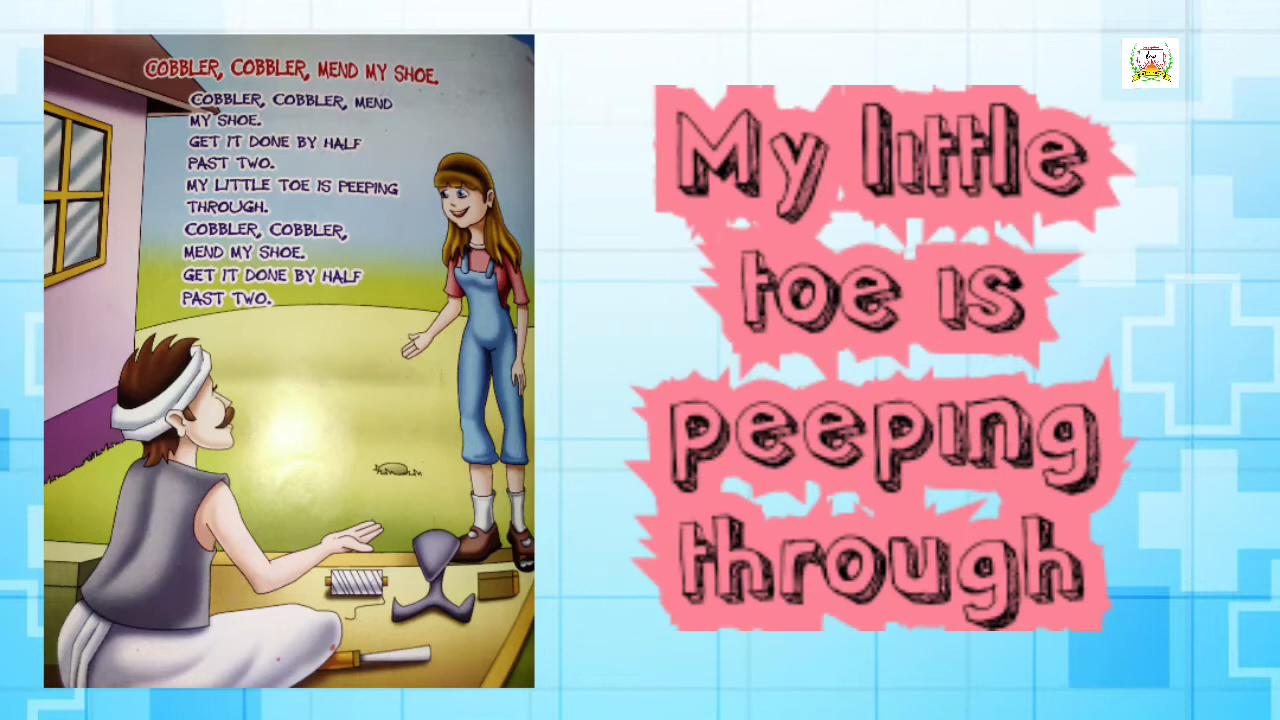 COBBLER, COBBLER, MEND MY SHOE.
COBBLER, COBBLER, MEND
MY SHOE.
GET IT DONE BY HALF
PAST TWO.
MY LITTLE TOE IS PEEPING
THROUGH.
COBBLER, COBBLER,
MEND MY SHOE.
GET IT DONE BY HALF
PAST TWO.
My little
toe is
peeping
through